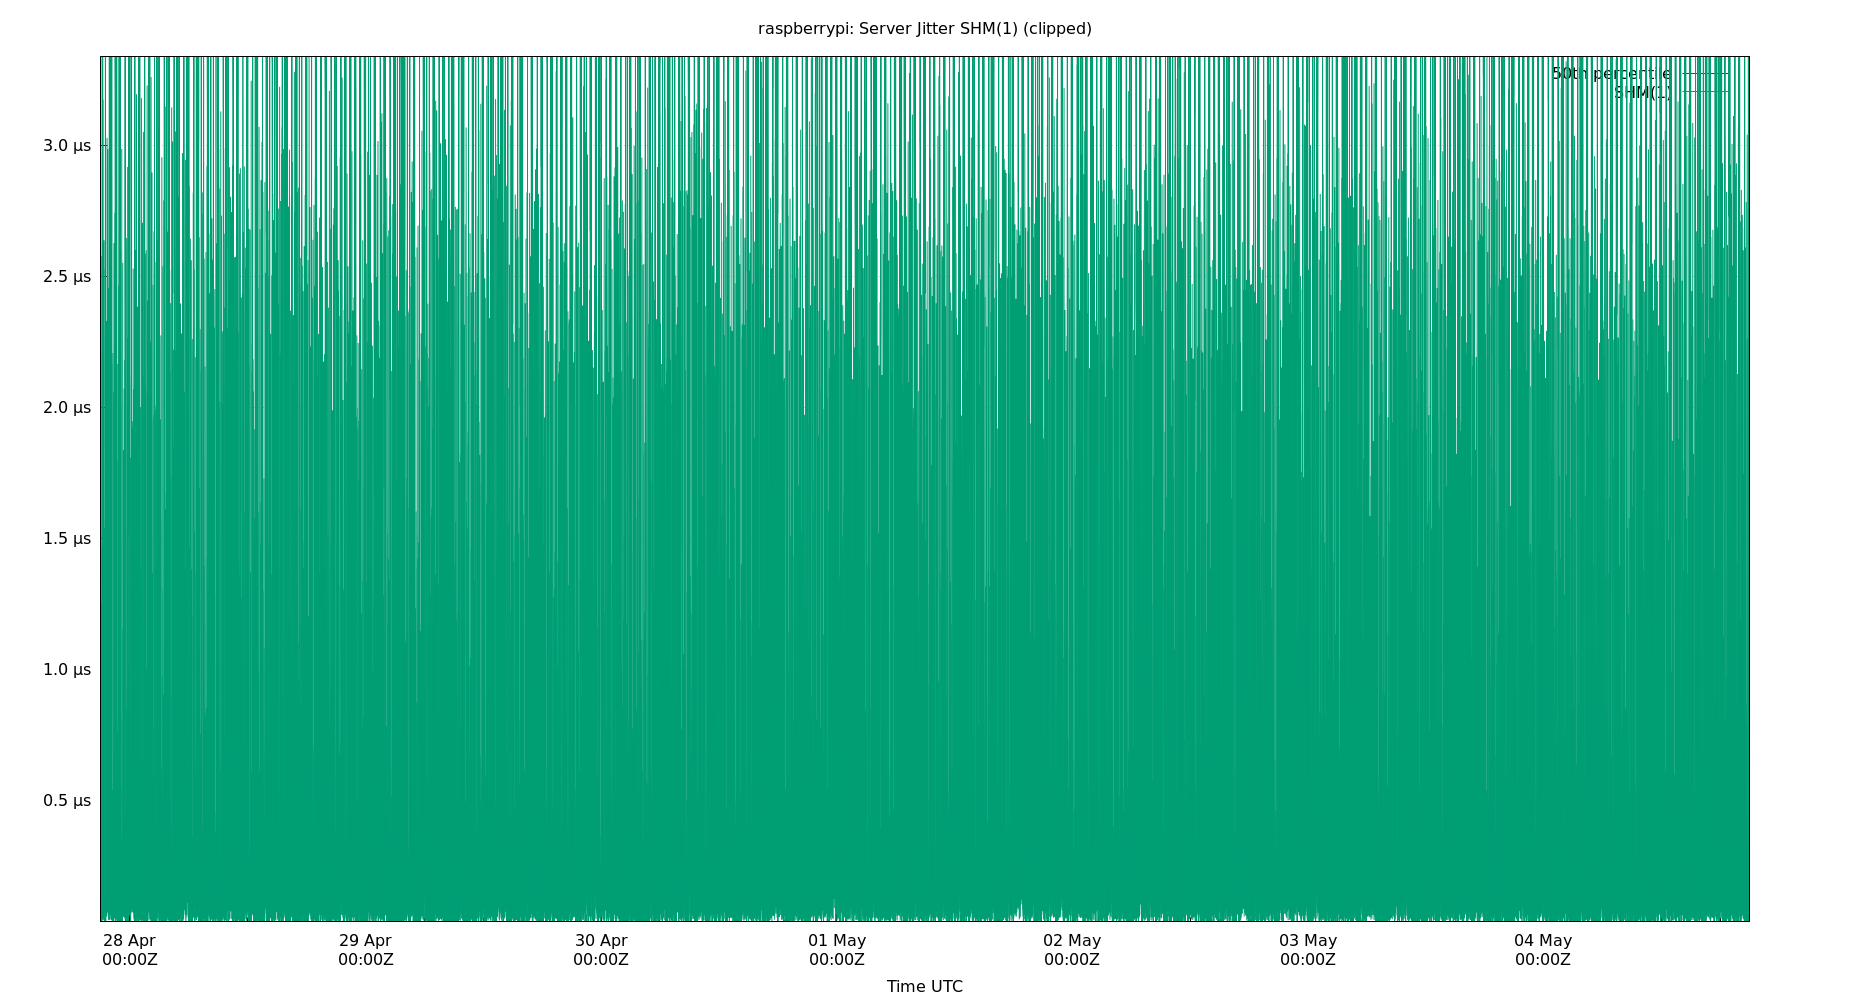 raspberrypi: Server Jitter SHM(1) (clipped)
50th percentile
SHM(1)
3.0 µs
2.5 µs
2.0 µs
1.5 µs
1.0 µs
0.5 µs
28 Apr 29 Apr 30 Apr 01 May 02 May 03 May 04 May
00:00Z 00:00Z 00:00Z 00:00Z 00:00Z 00:00Z 00:00Z
Time UTC